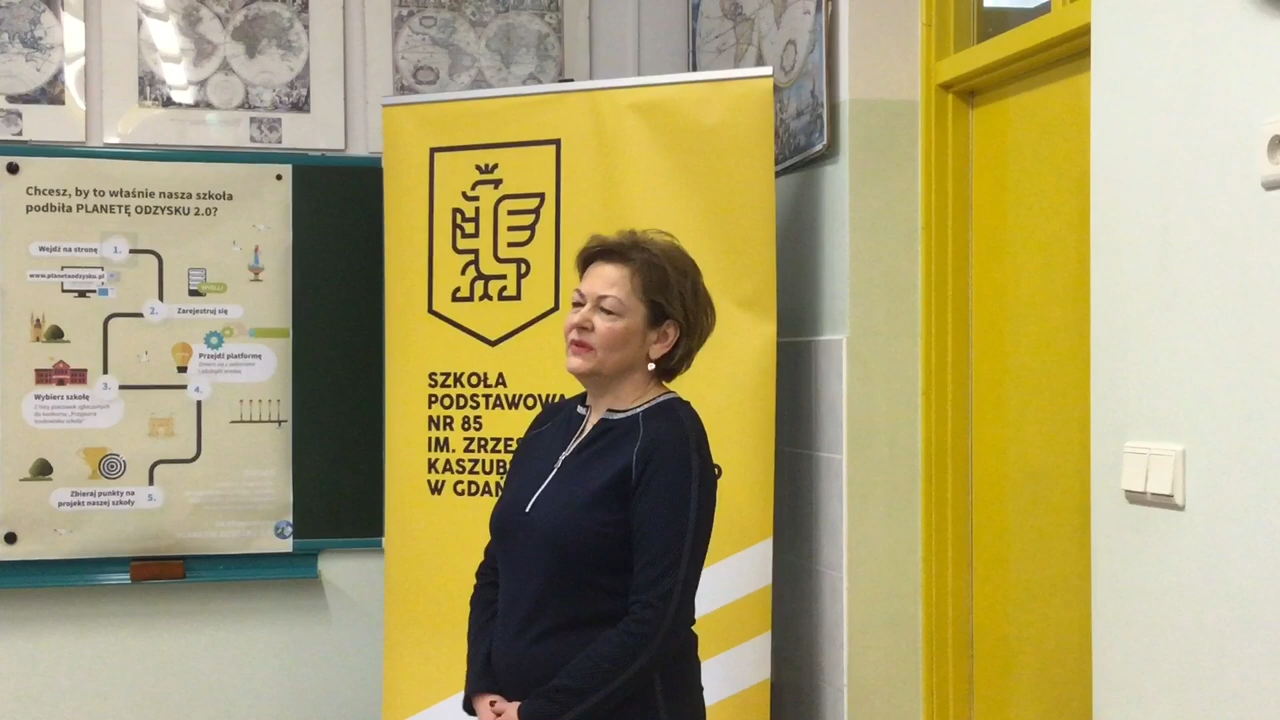 Chcesz, by to właśnie nasza szkoła
podbiła PLANETĘ ODZYSKU 2.0?
Wejdź na stronę 1.
www.planetaodzysku.pl
2. Zarejestruj się
Przejdź platformę
3. 4.
Wybierz szkołę
Zbieraj punkty na
projekt naszej szkoły 5.
SZKOŁA
PODSTAWOWA
NR 85
IM. ZRZES
KASZUB
W GDAŃ